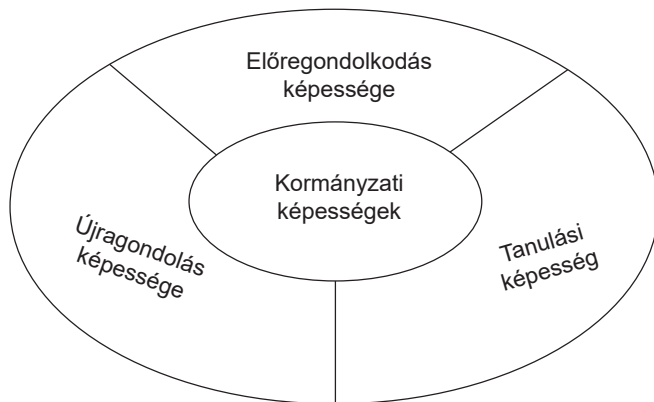 Előregondolkodás
képessége
Kormányzati
képességek
Újragondolás
képessége
Tanulási
képesség